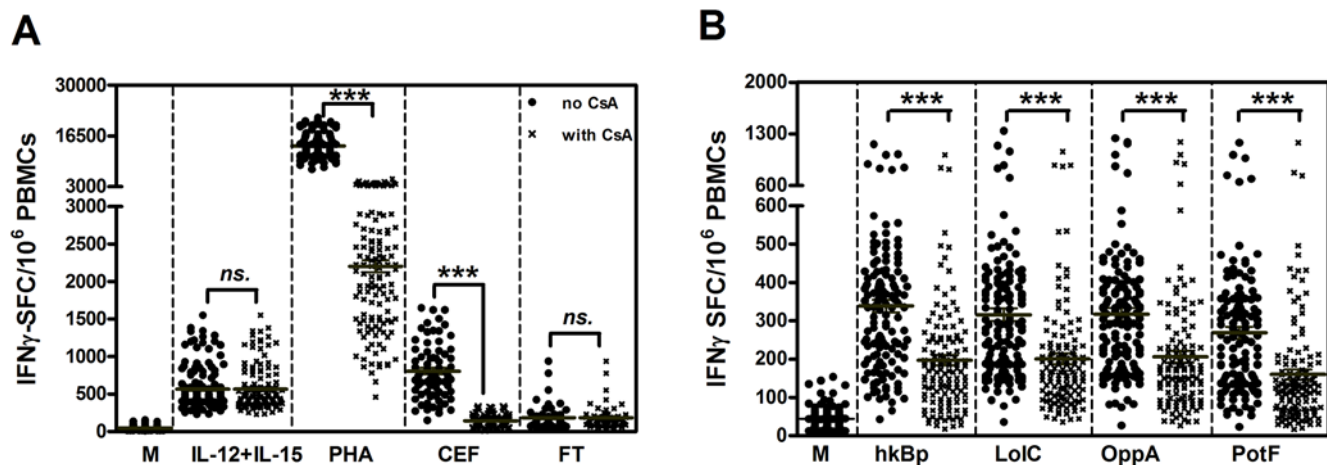 A
IFNγ-SFC/10⁶ PBMCs
30000
16500
3000
3000
2500
2000
1500
1000
500
0
ns.
***
***
ns.
● no CsA
× with CsA
M IL-12+IL-15 PHA CEF FT
B
IFNγ SFC/10⁶ PBMCs
2000
1300
600
600
500
400
300
200
100
0
*** *** *** ***
M hkBp LolC OppA PotF